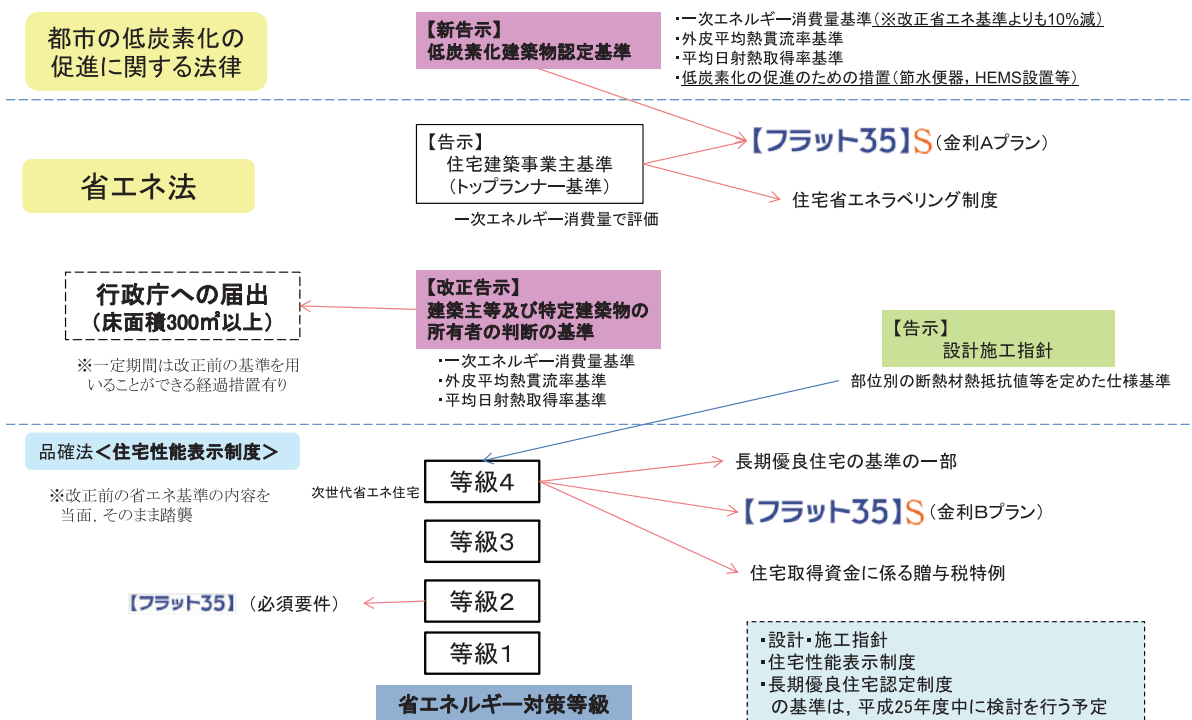 都市の低炭素化の
促進に関する法律
【新告示】
低炭素化建築物認定基準
・一次エネルギー消費量基準(※改正省エネ基準よりも10%減)
・外皮平均熱貫流率基準
・平均日射熱取得率基準
・低炭素化の促進のための措置(節水便器，HEMS設置等)
省エネ法
【告示】
住宅建築事業主基準
(トップランナー基準)
一次エネルギー消費量で評価
【フラット35】S(金利Aプラン)
住宅省エネラベリング制度
行政庁への届出
(床面積300㎡以上)
※一定期間は改正前の基準を用
いることができる経過措置有り
【改正告示】
建築主等及び特定建築物の
所有者の判断の基準
・一次エネルギー消費量基準
・外皮平均熱貫流率基準
・平均日射熱取得率基準
【告示】
設計施工指針
部位別の断熱材熱抵抗値等を定めた仕様基準
品確法＜住宅性能表示制度＞
※改正前の省エネ基準の内容を
当面，そのまま踏襲
次世代省エネ住宅
等級4
等級3
等級2
等級1
省エネルギー対策等級
【フラット35】(必須要件)
長期優良住宅の基準の一部
【フラット35】S(金利Bプラン)
住宅取得資金に係る贈与税特例
・設計・施工指針
・住宅性能表示制度
・長期優良住宅認定制度
の基準は，平成25年度中に検討を行う予定